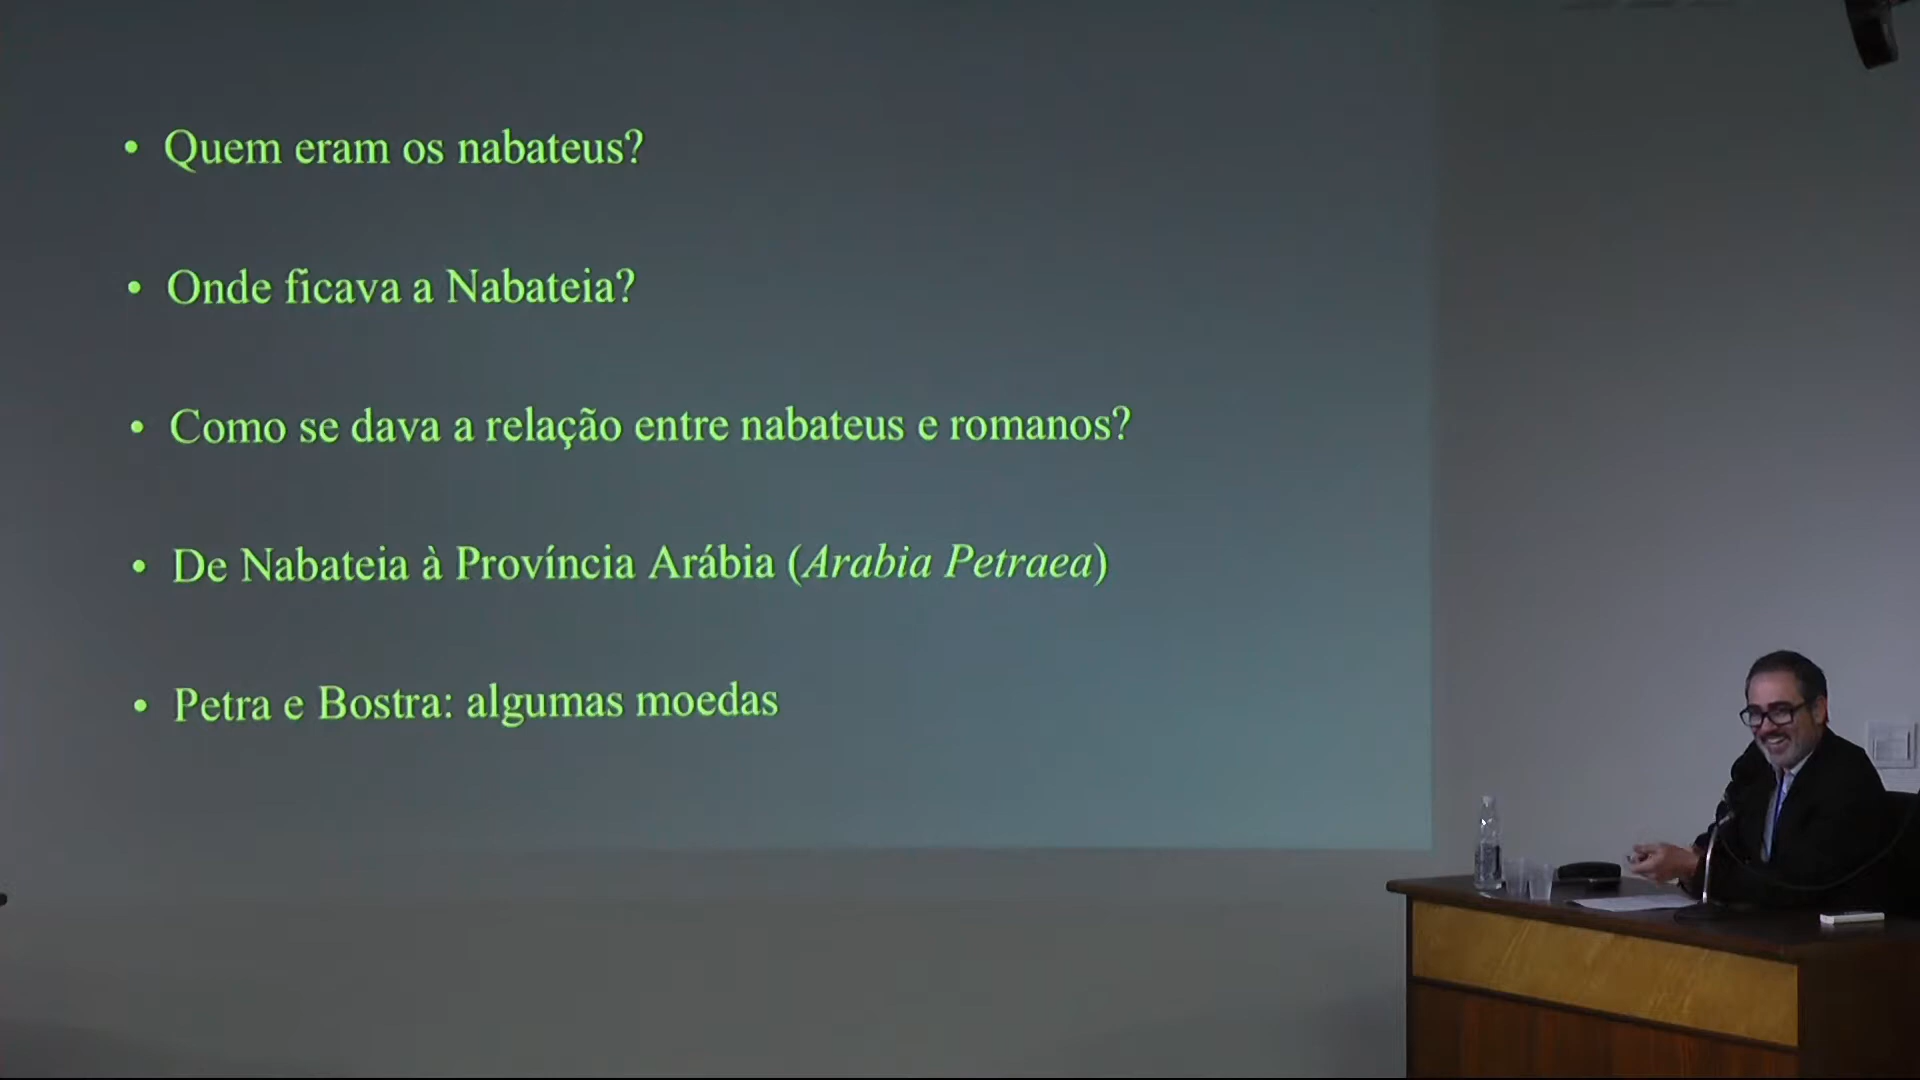 • Quem eram os nabateus?
• Onde ficava a Nabateia?
• Como se dava a relação entre nabateus e romanos?
• De Nabateia à Província Arábia (Arabia Petraea)
• Petra e Bostra: algumas moedas